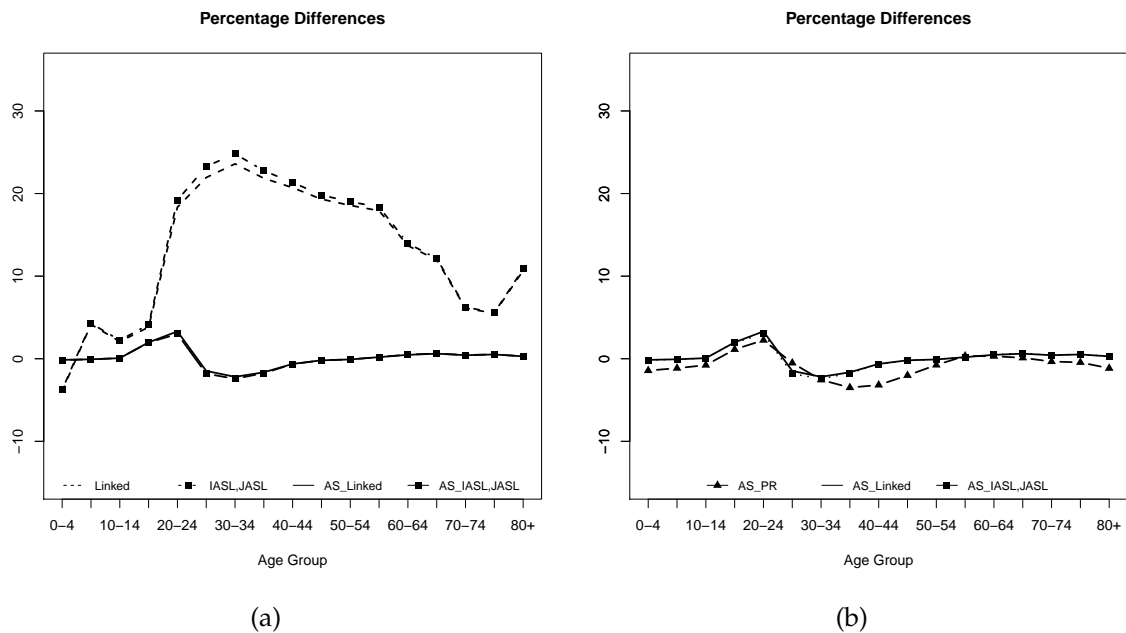 Percentage Differences
30
20
10
0
−10
Linked IASL,JASL AS_Linked AS_IASL,JASL
0−4 10−14 20−24 30−34 40−44 50−54 60−64 70−74 80+
Age Group
(a)
Percentage Differences
30
20
10
0
−10
AS_PR AS_Linked AS_IASL,JASL
0−4 10−14 20−24 30−34 40−44 50−54 60−64 70−74 80+
Age Group
(b)